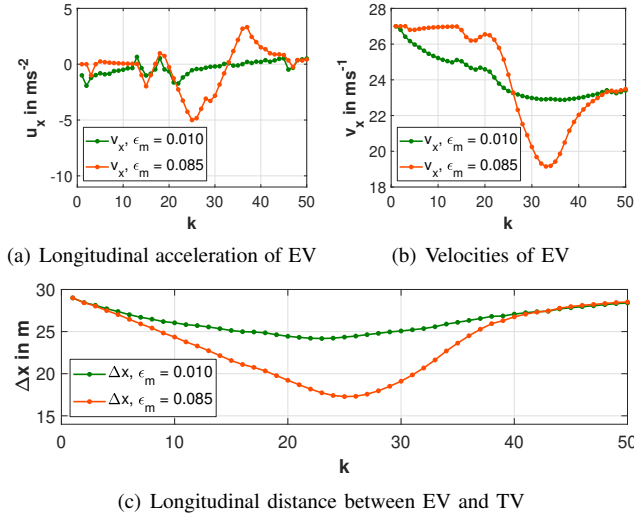 u_x in ms^-2
5
0
-5
-10
v_x, ϵ_m = 0.010
v_x, ϵ_m = 0.085
0 10 20 30 40 50
k
(a) Longitudinal acceleration of EV
v_x in ms^-1
28
26
24
22
20
18
v_x, ϵ_m = 0.010
v_x, ϵ_m = 0.085
0 10 20 30 40 50
k
(b) Velocities of EV
Δx in m
30
25
20
15
Δx, ϵ_m = 0.010
Δx, ϵ_m = 0.085
0 10 20 30 40 50
k
(c) Longitudinal distance between EV and TV